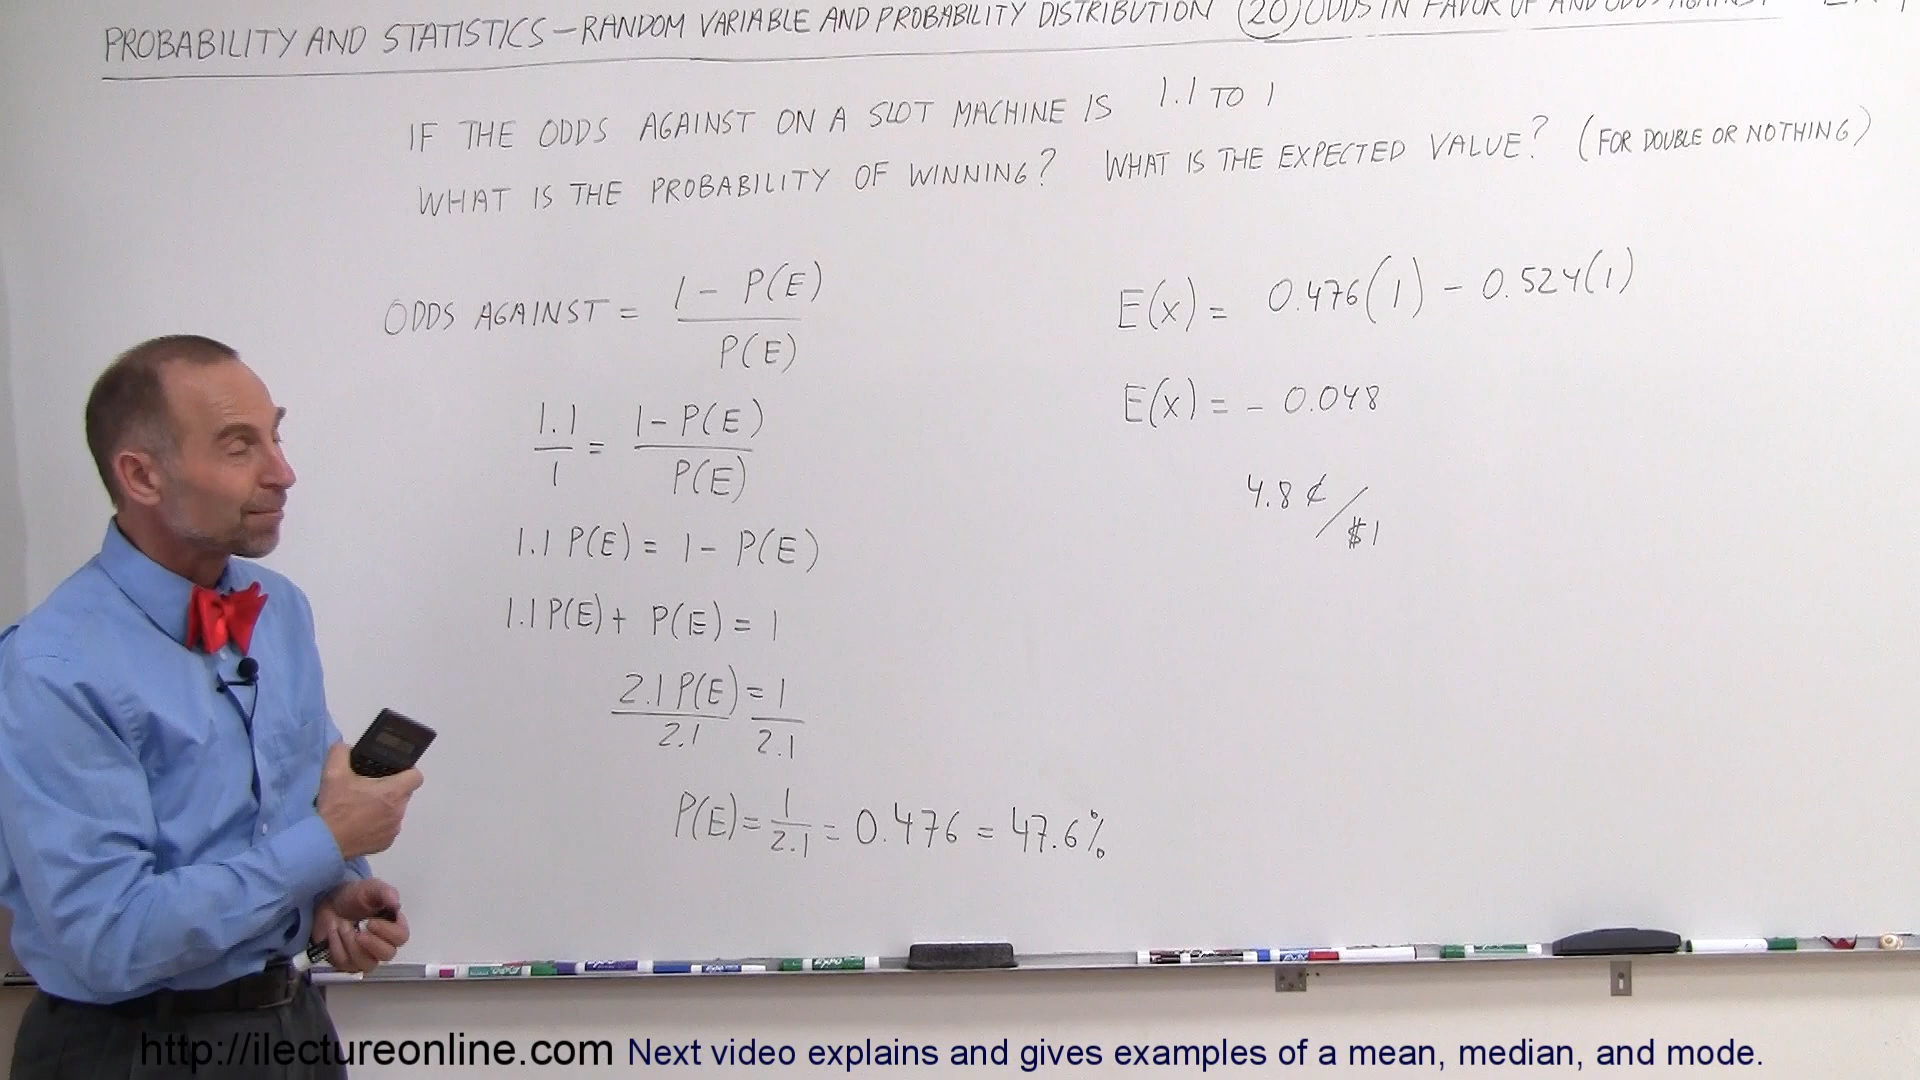 PROBABILITY AND STATISTICS – RANDOM VARIABLE AND PROBABILITY DISTRIBUTION (20) ODDS IN FAVOR OF AND ODDS AGAINST
IF THE ODDS AGAINST ON A SLOT MACHINE IS 1.1 TO 1
WHAT IS THE PROBABILITY OF WINNING? WHAT IS THE EXPECTED VALUE? (FOR DOUBLE OR NOTHING)
ODDS AGAINST = 1 - P(E) / P(E)
1.1 / 1 = 1 - P(E) / P(E)
1.1 P(E) = 1 - P(E)
1.1 P(E) + P(E) = 1
2.1 P(E) / 2.1 = 1 / 2.1
P(E) = 1 / 2.1 = 0.476 = 47.6%
E(x) = 0.476(1) - 0.524(1)
E(x) = - 0.048
4.8 ¢ / $1
http://ilectureonline.com Next video explains and gives examples of a mean, median, and mode.